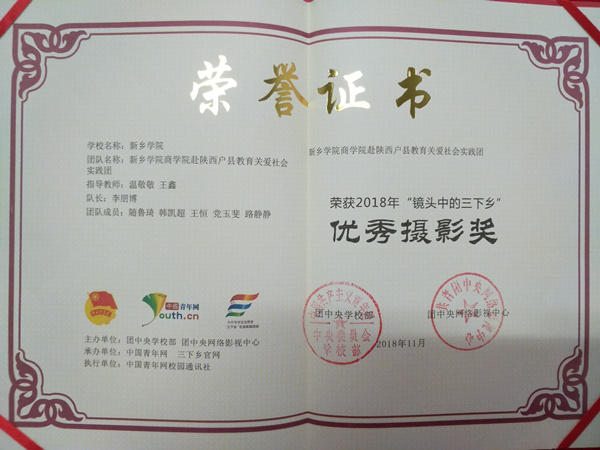 荣誉证书
学校名称：新乡学院
团队名称：新乡学院商学院赴陕西户县教育关爱社会
实践团
指导教师：温敬敬 王鑫
队长：李朋博
团队成员：随鲁琦 韩凯超 王恒 党玉斐 路静静
中国青年网
Youth.cn
主办单位：团中央学校部 团中央网络影视中心
承办单位：中国青年网 三下乡官网
执行单位：中国青年网校园通讯社
新乡学院商学院赴陕西户县教育关爱社会实践团
荣获2018年“镜头中的三下乡”
优秀摄影奖
团中央学校部
团中央网络影视中心
中央委员会
学校部
2018年11月